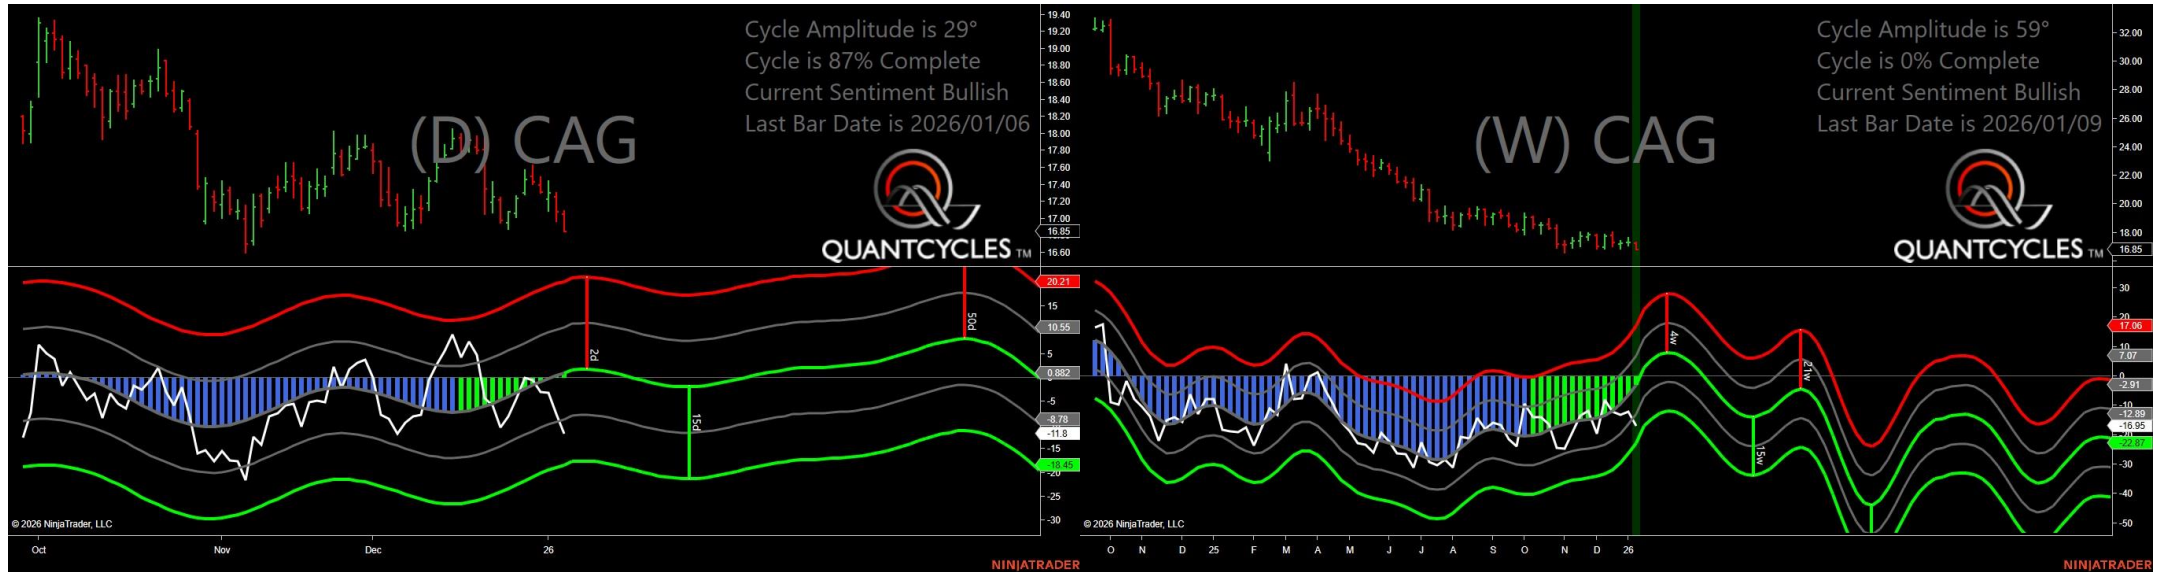 Cycle Amplitude is 29°
Cycle is 87% Complete
Current Sentiment Bullish
Last Bar Date is 2026/01/06
(D) CAG
QUANTCYCLES TM
19.40
19.20
19.00
18.80
18.60
18.40
18.20
18.00
17.80
17.60
17.40
17.20
17.00
16.85
16.60
20.21
15
10.55
5
0.882
-5
-8.78
-11.8
-15
-18.45
-20
-25
-30
2d
15d
50d
© 2026 NinjaTrader, LLC
Oct Nov Dec 26
NINJATRADER
Cycle Amplitude is 59°
Cycle is 0% Complete
Current Sentiment Bullish
Last Bar Date is 2026/01/09
(W) CAG
QUANTCYCLES TM
32.00
30.00
28.00
26.00
24.00
22.00
20.00
18.00
16.85
30
17.06
10
7.07
0
-2.91
-10
-12.89
-16.95
-22.87
-30
-40
-50
4w
15w
21w
© 2026 NinjaTrader, LLC
O N D 25 F M A M J J A S O N D 26
NINJATRADER